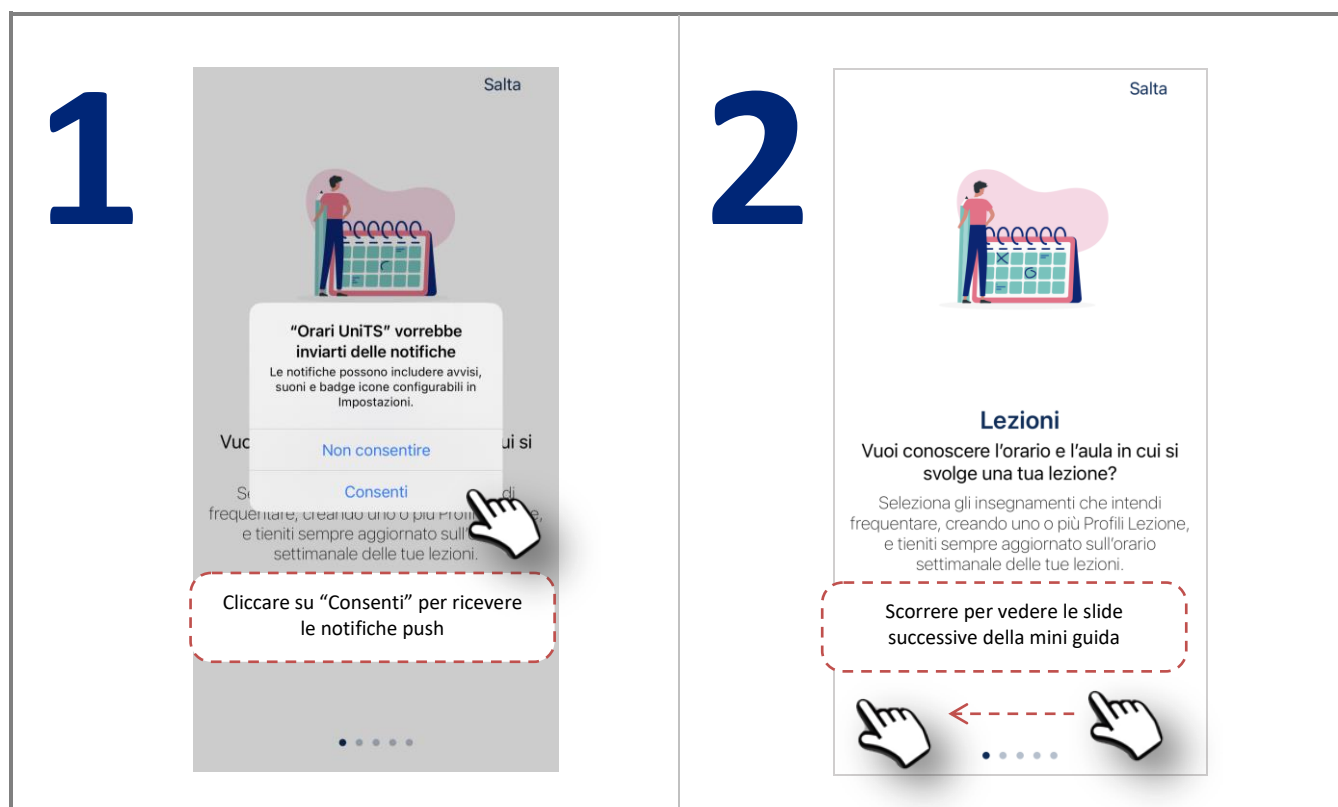 1
Salta
"Orari UniTS" vorrebbe
inviarti delle notifiche
Le notifiche possono includere avvisi,
suoni e badge icone configurabili in
Impostazioni.
Non consentire
Vuo
ui si
Consenti
Se
di
frequentare, creando uno o più Profili
e,
e tieniti sempre aggiornato sull'
settimanale delle tue lezioni.
Cliccare su "Consenti" per ricevere
le notifiche push
2
Salta
Lezioni
Vuoi conoscere l'orario e l'aula in cui si
svolge una tua lezione?
Seleziona gli insegnamenti che intendi
frequentare, creando uno o più Profili Lezione,
e tieniti sempre aggiornato sull'orario
settimanale delle tue lezioni.
Scorrere per vedere le slide
successive della mini guida